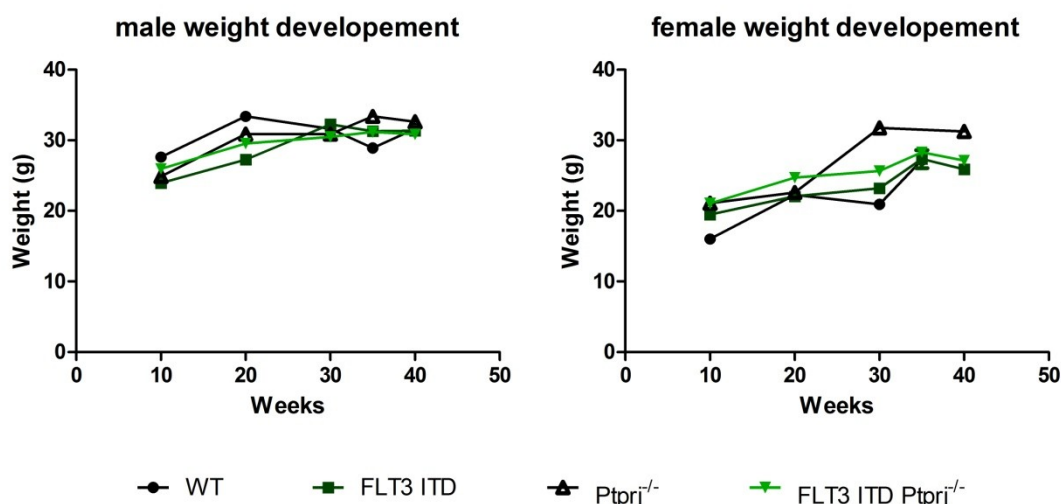 male weight developement
Weight (g)
40
30
20
10
0
0 10 20 30 40 50
Weeks
female weight developement
Weight (g)
40
30
20
10
0
0 10 20 30 40 50
Weeks
WT FLT3 ITD Ptprj-/- FLT3 ITD Ptprj-/-